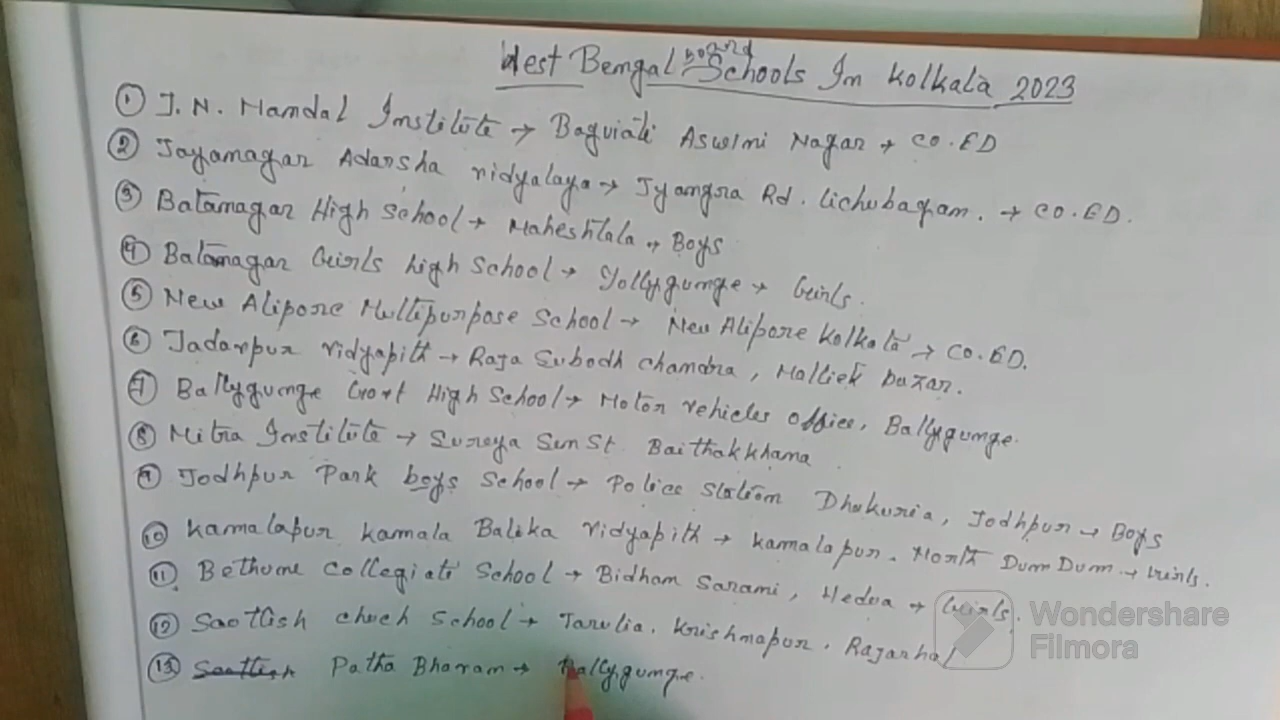 West Bengal board Schools In Kolkata 2023
① J. N. Mandal Institute → Baguiati Aswini Nagar → CO.ED
② Jayanagar Adarsha vidyalaya → Jyangra Rd. Lichubagan. → CO.ED.
③ Batanagar High School → Maheshtala → Boys
④ Batanagar Girls high School → Tollygunge → Girls.
⑤ New Alipore Multipurpose School → New Alipore Kolkata → CO.ED.
⑥ Jadavpur vidyapith → Raja Subodh Chandra, Mallick bazar.
⑦ Ballygunge Govt High School → Motor vehicles office, Ballygunge.
⑧ Mitra Institute → Sureya Sen St. Baithakkhana
⑨ Jodhpur Park boys School → Police Station Dhakuria, Jodhpur → Boys
⑩ Kamalapur Kamala Balika vidyapith → Kamalapur. North Dum Dum → Girls.
⑪ Bethune Collegiate School → Bidhan Sarani, Hedua → Girls.
⑫ Scottish Chuch School → Tarulia. Krishnapur. Rajarhat
⑬ Patha Bhavan → Ballygunge.
Wondershare
Filmora